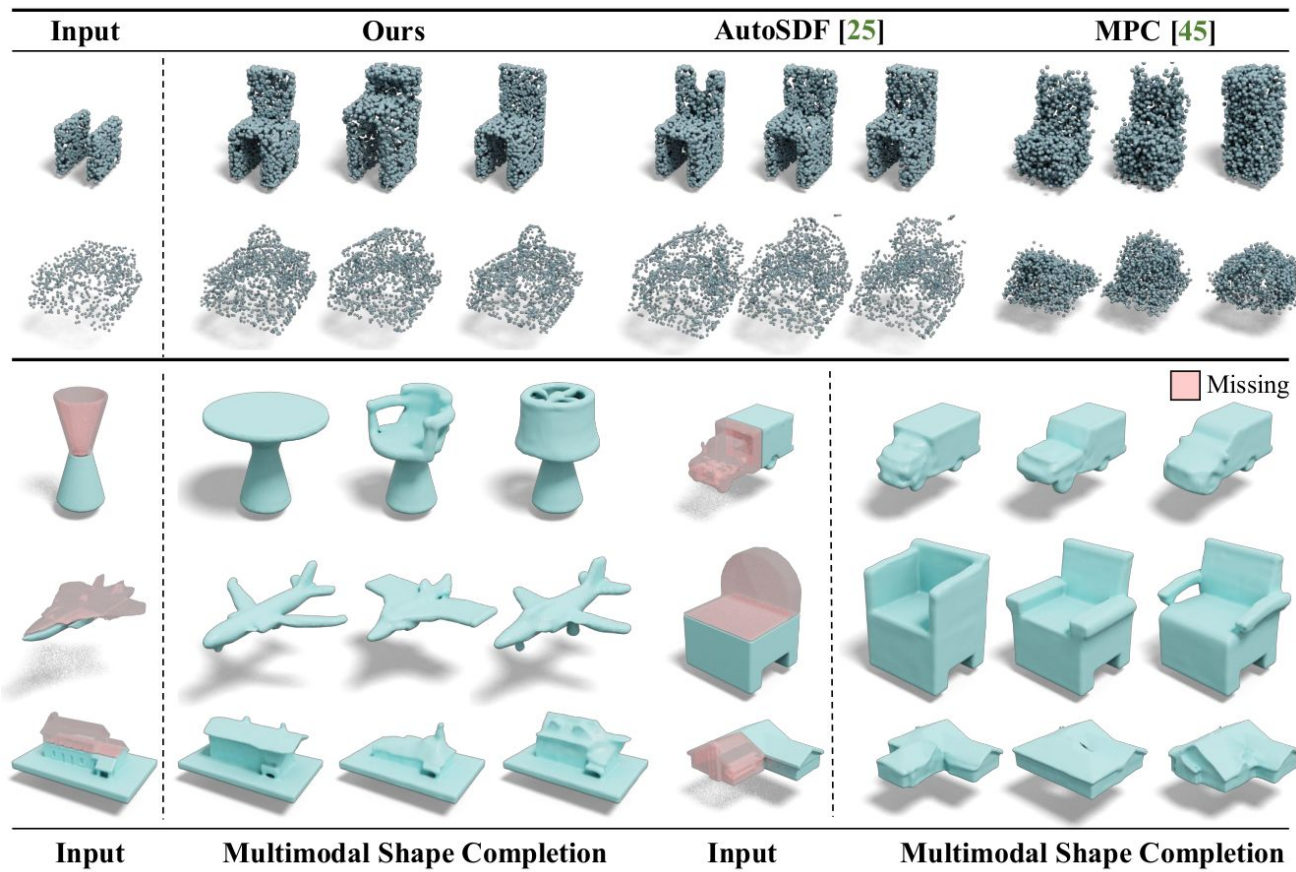 Input Ours AutoSDF [25] MPC [45]
Missing
Input Multimodal Shape Completion Input Multimodal Shape Completion